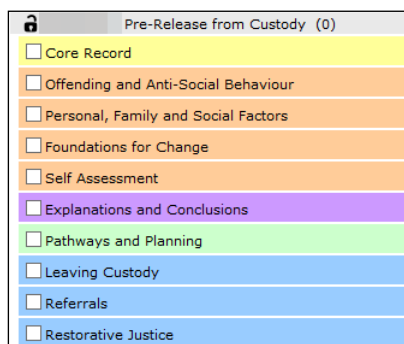 Pre-Release from Custody (0)
Core Record
Offending and Anti-Social Behaviour
Personal, Family and Social Factors
Foundations for Change
Self Assessment
Explanations and Conclusions
Pathways and Planning
Leaving Custody
Referrals
Restorative Justice